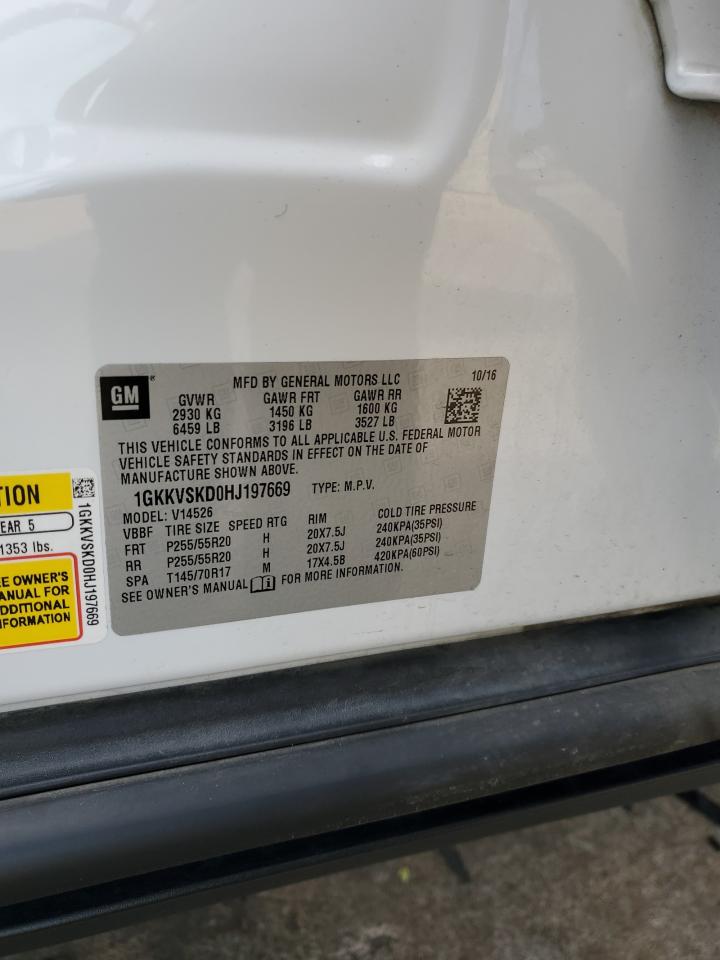 GM
MFD BY GENERAL MOTORS LLC
10/16
GVWR GAWR FRT GAWR RR
2930 KG 1450 KG 1600 KG
6459 LB 3196 LB 3527 LB
THIS VEHICLE CONFORMS TO ALL APPLICABLE U.S. FEDERAL MOTOR
VEHICLE SAFETY STANDARDS IN EFFECT ON THE DATE OF
MANUFACTURE SHOWN ABOVE.
1GKKVSKD0HJ197669 TYPE: M.P.V.
MODEL: V14526
VBBF TIRE SIZE SPEED RTG RIM COLD TIRE PRESSURE
FRT P255/55R20 H 20X7.5J 240KPA(35PSI)
RR P255/55R20 H 20X7.5J 240KPA(35PSI)
SPA T145/70R17 M 17X4.5B 420KPA(60PSI)
SEE OWNER'S MANUAL FOR MORE INFORMATION.
TION
EAR 5
1353 lbs.
EE OWNER'S
ANUAL FOR
DDITIONAL
NFORMATION
1GKKVSKD0HJ197669